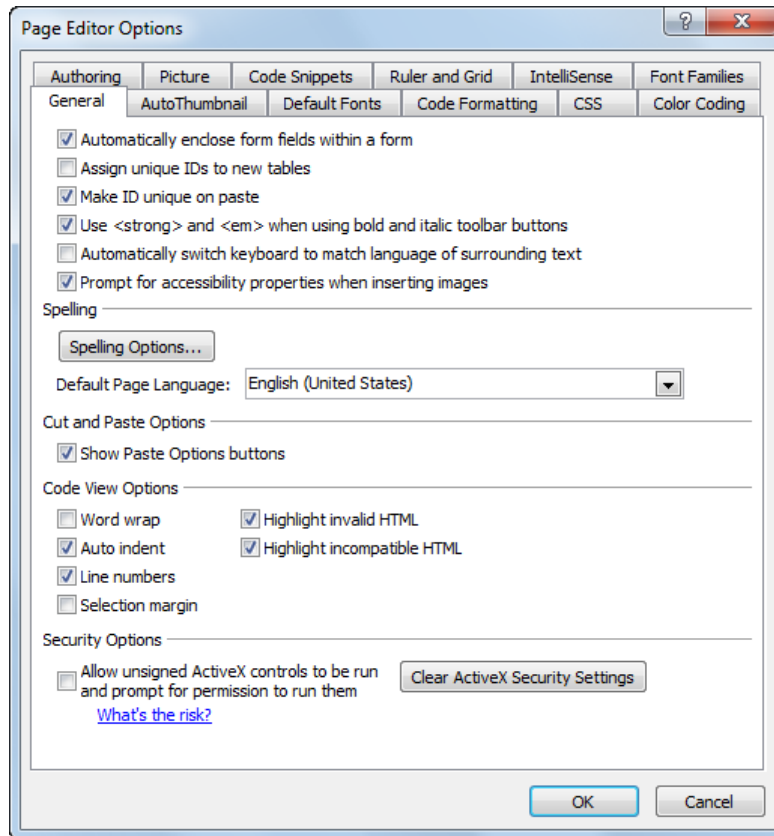 Page Editor Options
Authoring Picture Code Snippets Ruler and Grid IntelliSense Font Families
General AutoThumbnail Default Fonts Code Formatting CSS Color Coding
Automatically enclose form fields within a form
Assign unique IDs to new tables
Make ID unique on paste
Use <strong> and <em> when using bold and italic toolbar buttons
Automatically switch keyboard to match language of surrounding text
Prompt for accessibility properties when inserting images
Spelling
Spelling Options...
Default Page Language: English (United States)
Cut and Paste Options
Show Paste Options buttons
Code View Options
Word wrap Highlight invalid HTML
Auto indent Highlight incompatible HTML
Line numbers
Selection margin
Security Options
Allow unsigned ActiveX controls to be run
and prompt for permission to run them
Clear ActiveX Security Settings
What's the risk?
OK Cancel